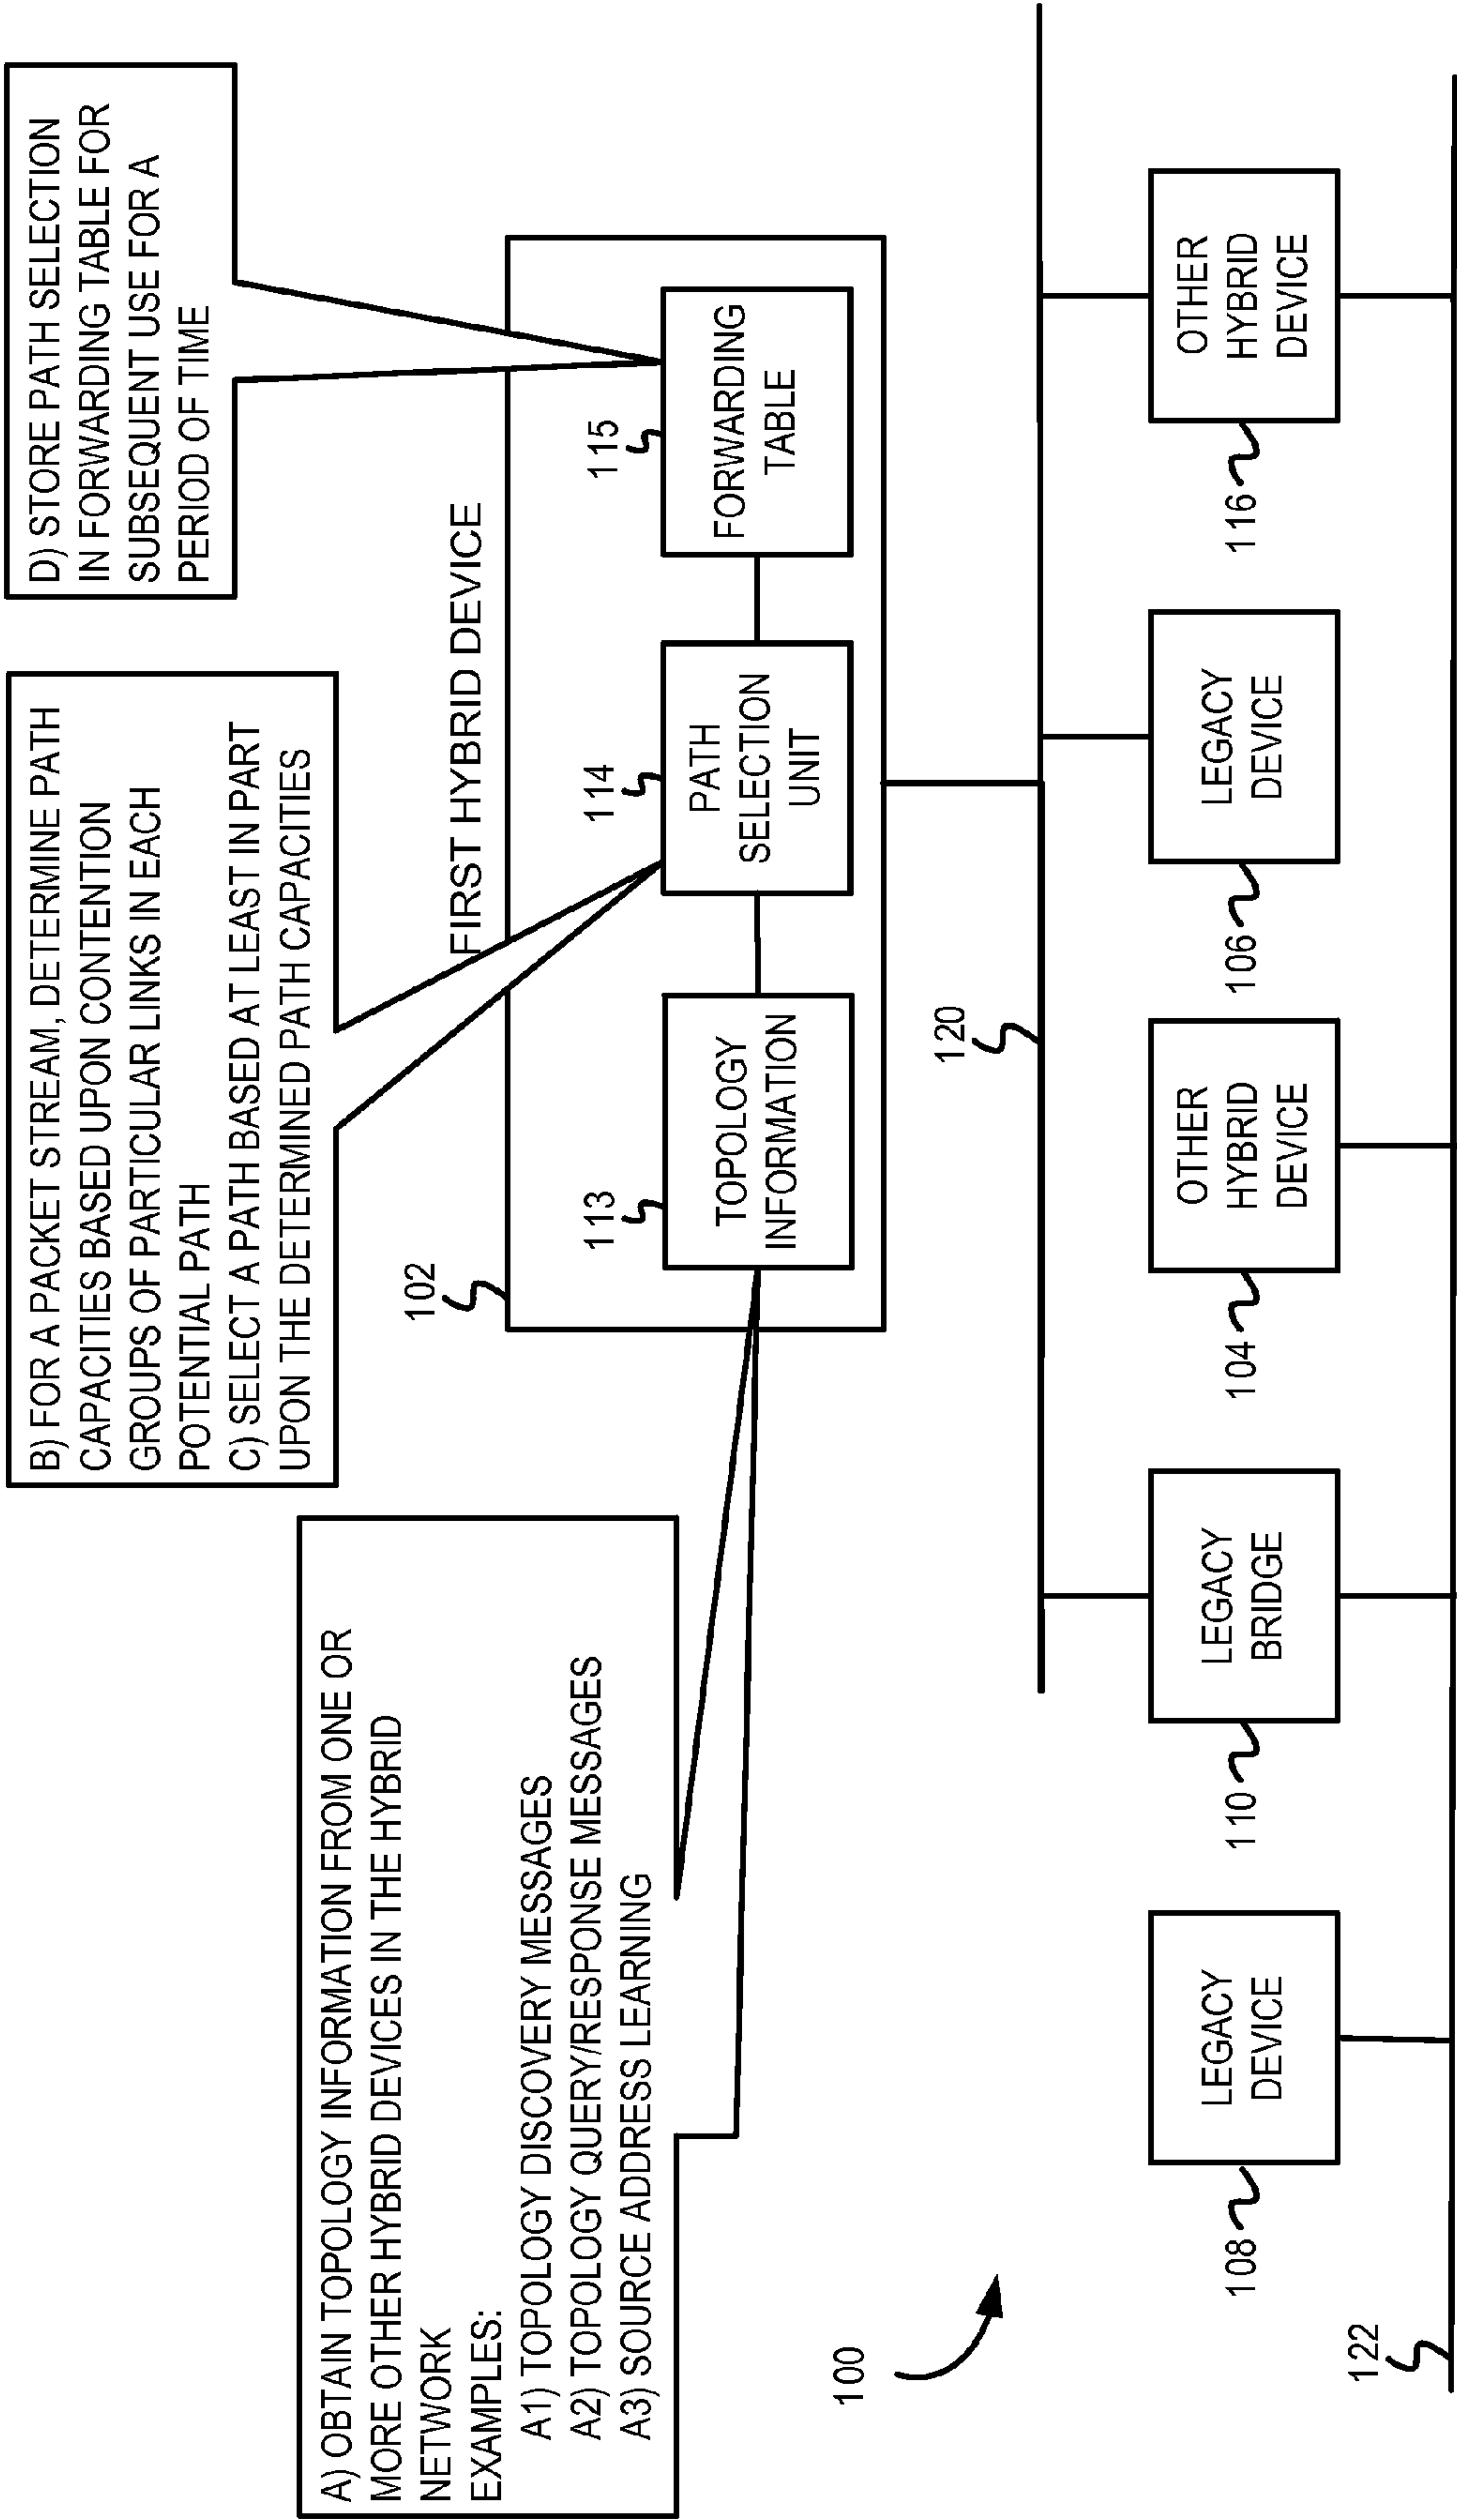 A) OBTAIN TOPOLOGY INFORMATION FROM ONE OR
MORE OTHER HYBRID DEVICES IN THE HYBRID
NETWORK
EXAMPLES:
A1) TOPOLOGY DISCOVERY MESSAGES
A2) TOPOLOGY QUERY/RESPONSE MESSAGES
A3) SOURCE ADDRESS LEARNING
B) FOR A PACKET STREAM, DETERMINE PATH
CAPACITIES BASED UPON CONTENTION
GROUPS OF PARTICULAR LINKS IN EACH
POTENTIAL PATH
C) SELECT A PATH BASED AT LEAST IN PART
UPON THE DETERMINED PATH CAPACITIES
D) STORE PATH SELECTION
IN FORWARDING TABLE FOR
SUBSEQUENT USE FOR A
PERIOD OF TIME
102
FIRST HYBRID DEVICE
113
TOPOLOGY
INFORMATION
114
PATH
SELECTION
UNIT
115
FORWARDING
TABLE
100
120
108
LEGACY
DEVICE
110
LEGACY
BRIDGE
104
OTHER
HYBRID
DEVICE
106
LEGACY
DEVICE
116
OTHER
HYBRID
DEVICE
122